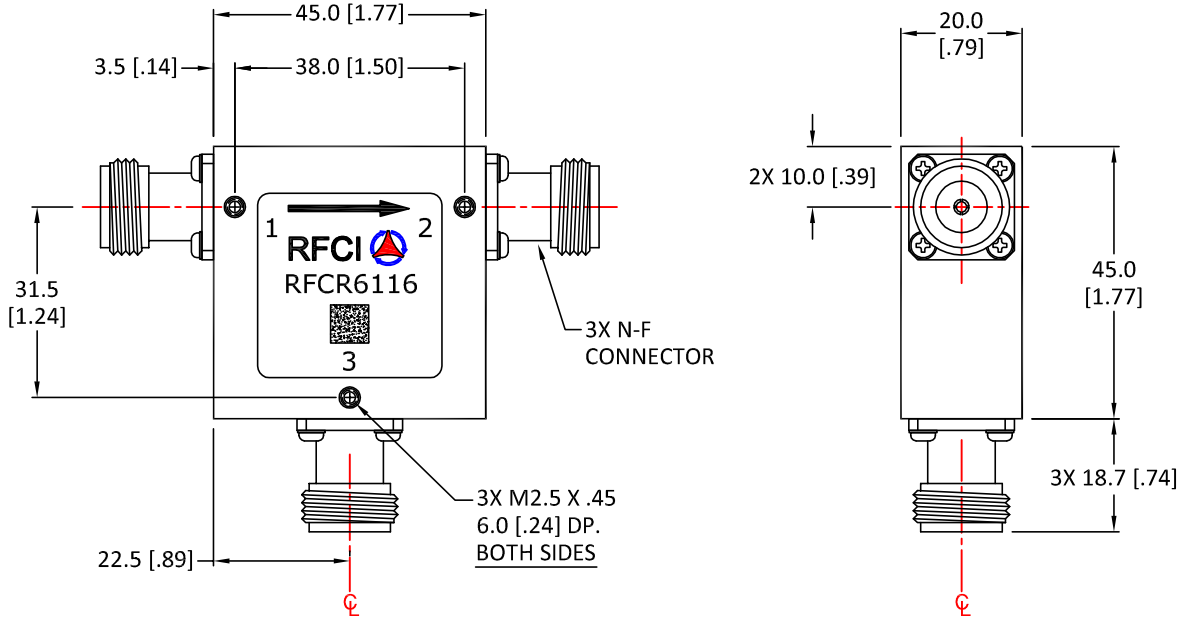 45.0 [1.77]
3.5 [.14]
38.0 [1.50]
20.0
[.79]
2X 10.0 [.39]
1
2
RFCI
RFCR6116
3
31.5
[1.24]
3X N-F
CONNECTOR
45.0
[1.77]
3X M2.5 X .45
6.0 [.24] DP.
BOTH SIDES
3X 18.7 [.74]
22.5 [.89]
℄
℄